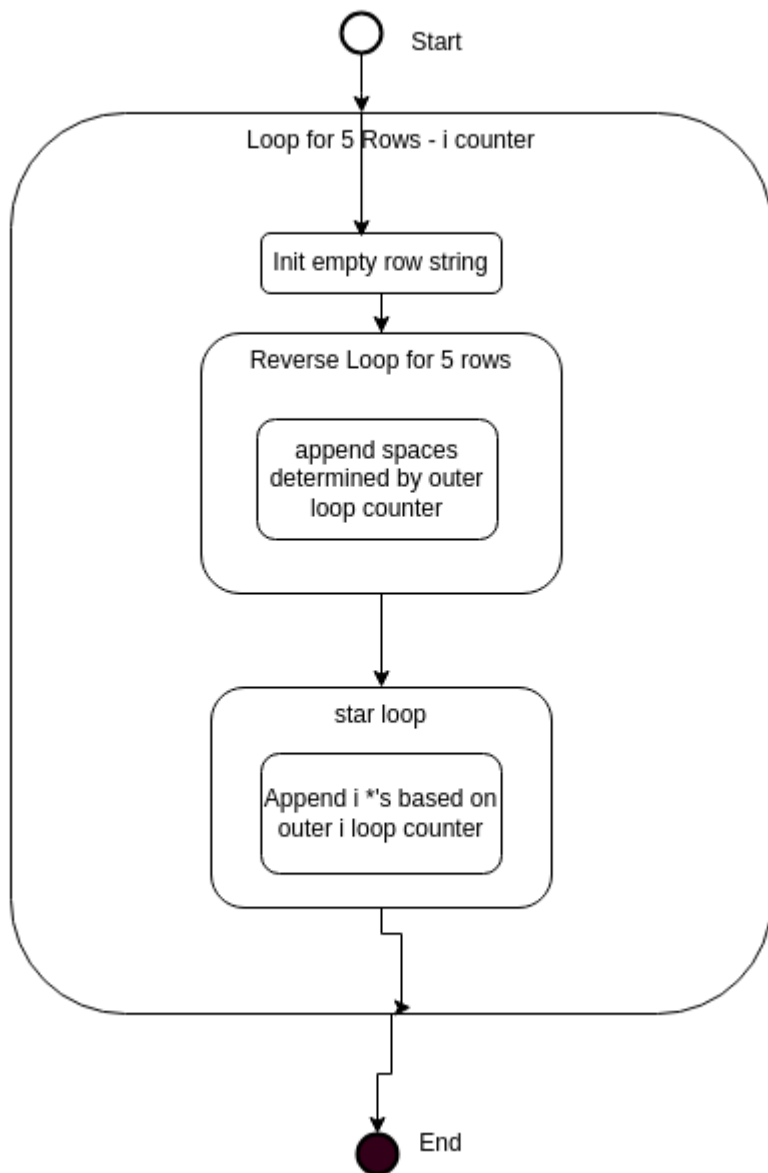 Start
Loop for 5 Rows - i counter
Init empty row string
Reverse Loop for 5 rows
append spaces
determined by outer
loop counter
star loop
Append i *'s based on
outer i loop counter
End